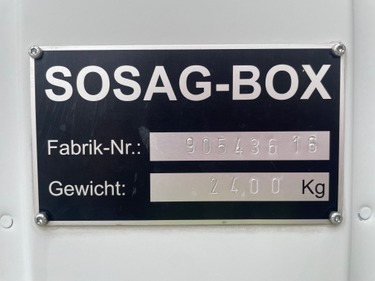 SOSAG-BOX
Fabrik-Nr.: 905436 16
Gewicht: 2400 Kg